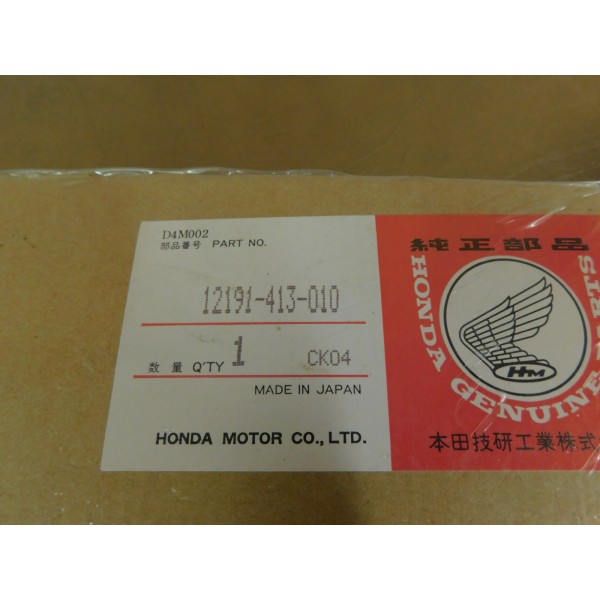 D4M002
部品番号 PART NO.
12191-413-010
数量 Q'TY 1 CK04
MADE IN JAPAN
HONDA MOTOR CO., LTD.
純正部品
HONDA GENUINE
HM
本田技研工業株式